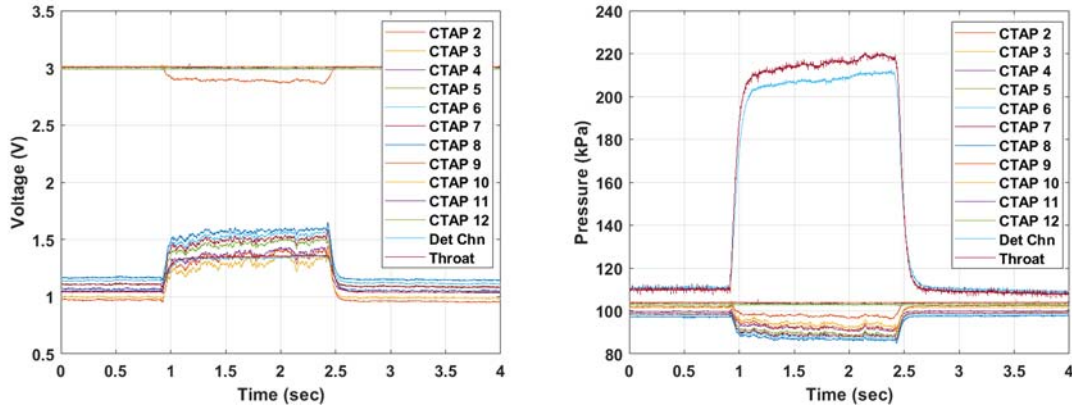 3.5
3
2.5
2
1.5
1
0.5
Voltage (V)
0 0.5 1 1.5 2 2.5 3 3.5 4
Time (sec)
CTAP 2
CTAP 3
CTAP 4
CTAP 5
CTAP 6
CTAP 7
CTAP 8
CTAP 9
CTAP 10
CTAP 11
CTAP 12
Det Chn
Throat
240
220
200
180
160
140
120
100
80
Pressure (kPa)
0 0.5 1 1.5 2 2.5 3 3.5 4
Time (sec)
CTAP 2
CTAP 3
CTAP 4
CTAP 5
CTAP 6
CTAP 7
CTAP 8
CTAP 9
CTAP 10
CTAP 11
CTAP 12
Det Chn
Throat